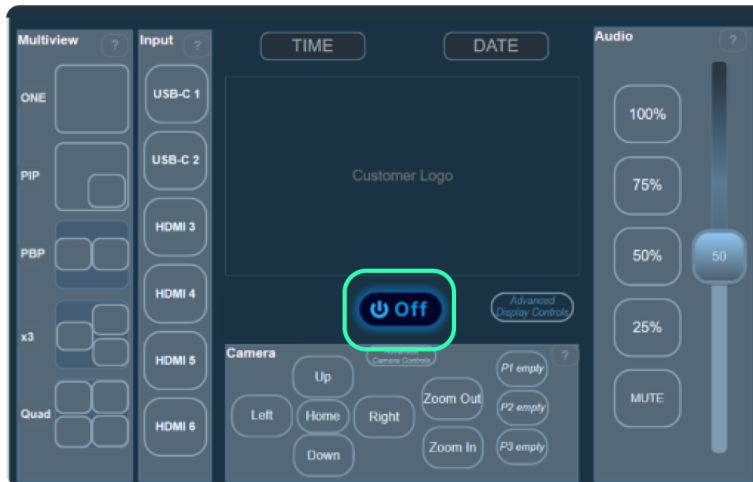 Multiview ?
ONE
PIP
PBP
x3
Quad
Input ?
USB-C 1
USB-C 2
HDMI 3
HDMI 4
HDMI 5
HDMI 6
TIME
DATE
Customer Logo
Off
Advanced
Display Controls
Camera
Advanced
Camera Controls
?
Up
Left
Home
Right
Down
Zoom Out
Zoom In
P1 empty
P2 empty
P3 empty
Audio ?
100%
75%
50%
25%
MUTE
50